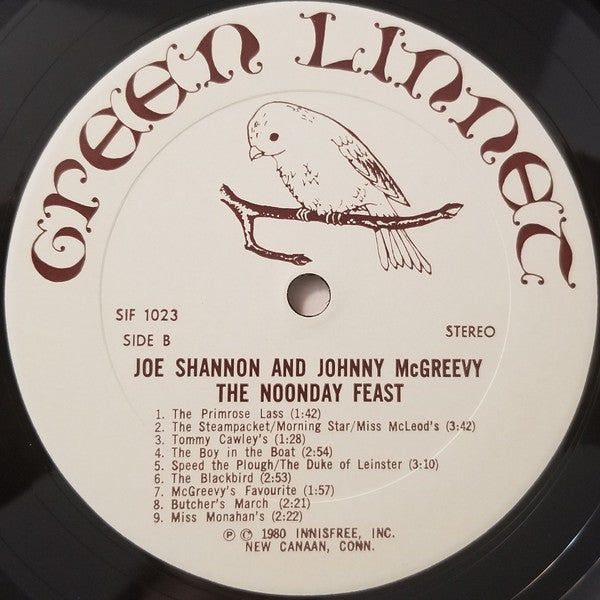 GREEN LINNET
SIF 1023
SIDE B
STEREO
JOE SHANNON AND JOHNNY McGREEVY
THE NOONDAY FEAST
1. The Primrose Lass (1:42)
2. The Steampacket/Morning Star/Miss McLeod's (3:42)
3. Tommy Cawley's (1:28)
4. The Boy in the Boat (2:54)
5. Speed the Plough/The Duke of Leinster (3:10)
6. The Blackbird (2:53)
7. McGreevy's Favourite (1:57)
8. Butcher's March (2:21)
9. Miss Monahan's (2:22)
Ⓟ © 1980 INNISFREE, INC.
NEW CANAAN, CONN.